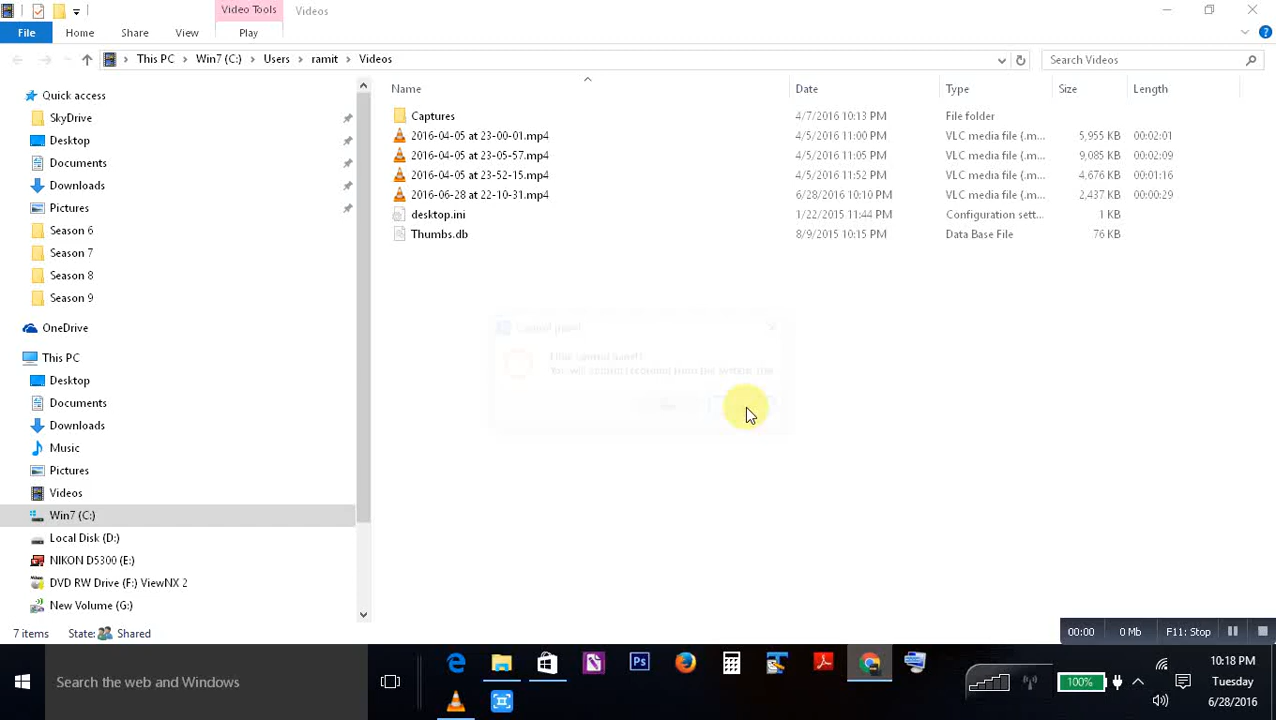 Video Tools
Videos
File
Home
Share
View
Play
This PC
Win7 (C:)
Users
ramit
Videos
Search Videos
Quick access
SkyDrive
Desktop
Documents
Downloads
Pictures
Season 6
Season 7
Season 8
Season 9
OneDrive
This PC
Desktop
Documents
Downloads
Music
Pictures
Videos
Win7 (C:)
Local Disk (D:)
NIKON D5300 (E:)
DVD RW Drive (F:) ViewNX 2
New Volume (G:)
Name Date Type Size Length
Captures 4/7/2016 10:13 PM File folder
2016-04-05 at 23-00-01.mp4 4/5/2016 11:00 PM VLC media file (.m... 5,955 KB 00:02:01
2016-04-05 at 23-05-57.mp4 4/5/2016 11:05 PM VLC media file (.m... 9,085 KB 00:02:09
2016-04-05 at 23-52-15.mp4 4/5/2016 11:52 PM VLC media file (.m... 4,676 KB 00:01:16
2016-06-28 at 22-10-31.mp4 6/28/2016 10:10 PM VLC media file (.m... 2,437 KB 00:00:29
desktop.ini 1/22/2015 11:44 PM Configuration sett... 1 KB
Thumbs.db 8/9/2015 10:15 PM Data Base File 76 KB
7 items
State: Shared
00:00
0 Mb
F11: Stop
Search the web and Windows
Ps
100%
10:18 PM
Tuesday
6/28/2016